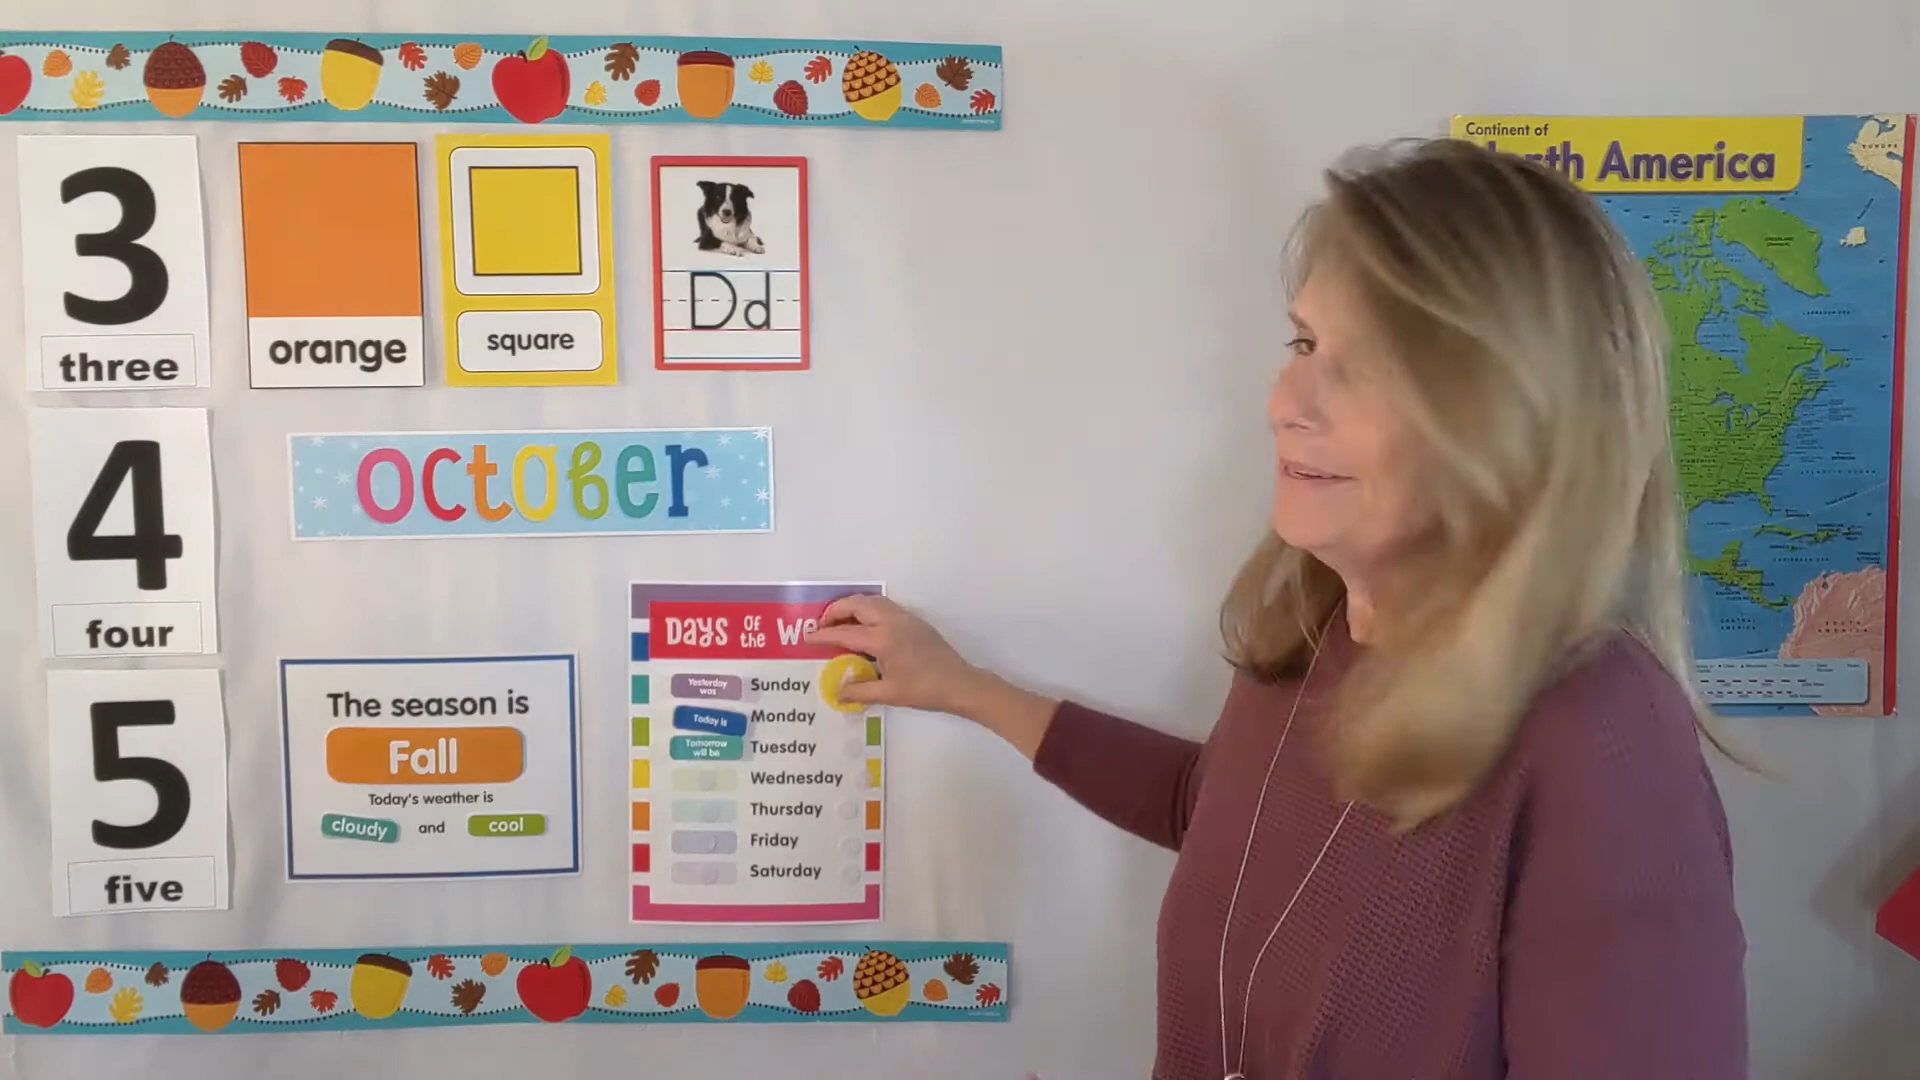 3
three
orange
square
Dd
4
four
October
5
five
The season is
Fall
Today's weather is
cloudy and cool
Days of the We
Yesterday was Sunday
Today is Monday
Tomorrow will be Tuesday
Wednesday
Thursday
Friday
Saturday
Continent of
North America